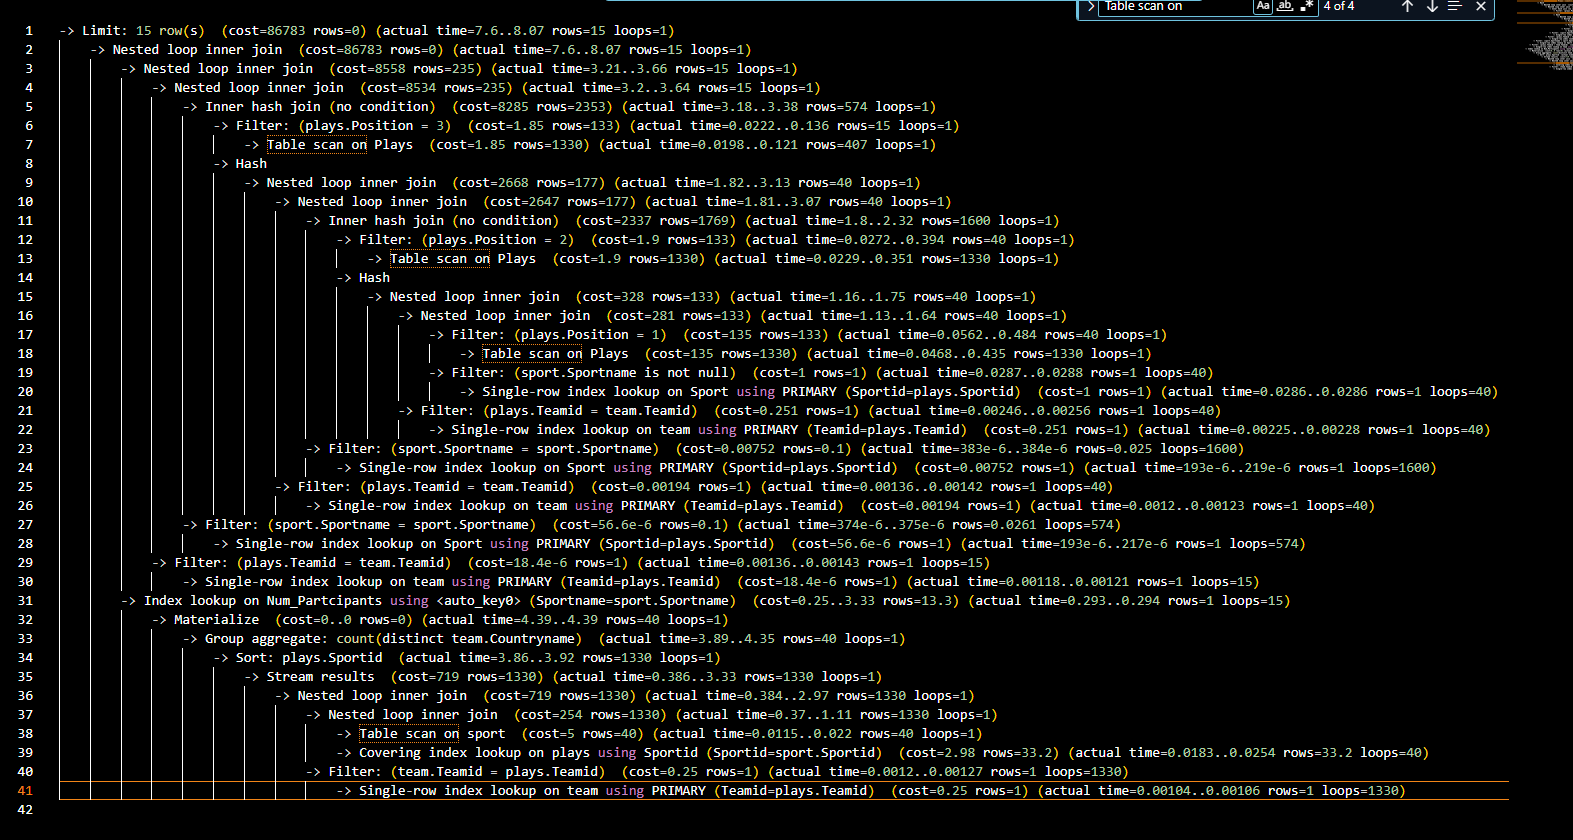 Table scan on Aa ab .* 4 of 4
1 -> Limit: 15 row(s)  (cost=86783 rows=0) (actual time=7.6..8.07 rows=15 loops=1)
2 -> Nested loop inner join  (cost=86783 rows=0) (actual time=7.6..8.07 rows=15 loops=1)
3 -> Nested loop inner join  (cost=8558 rows=235) (actual time=3.21..3.66 rows=15 loops=1)
4 -> Nested loop inner join  (cost=8534 rows=235) (actual time=3.2..3.64 rows=15 loops=1)
5 -> Inner hash join (no condition)  (cost=8285 rows=2353) (actual time=3.18..3.38 rows=574 loops=1)
6 -> Filter: (plays.Position = 3)  (cost=1.85 rows=133) (actual time=0.0222..0.136 rows=15 loops=1)
7 -> Table scan on Plays  (cost=1.85 rows=1330) (actual time=0.0198..0.121 rows=407 loops=1)
8 -> Hash
9 -> Nested loop inner join  (cost=2668 rows=177) (actual time=1.82..3.13 rows=40 loops=1)
10 -> Nested loop inner join  (cost=2647 rows=177) (actual time=1.81..3.07 rows=40 loops=1)
11 -> Inner hash join (no condition)  (cost=2337 rows=1769) (actual time=1.8..2.32 rows=1600 loops=1)
12 -> Filter: (plays.Position = 2)  (cost=1.9 rows=133) (actual time=0.0272..0.394 rows=40 loops=1)
13 -> Table scan on Plays  (cost=1.9 rows=1330) (actual time=0.0229..0.351 rows=1330 loops=1)
14 -> Hash
15 -> Nested loop inner join  (cost=328 rows=133) (actual time=1.16..1.75 rows=40 loops=1)
16 -> Nested loop inner join  (cost=281 rows=133) (actual time=1.13..1.64 rows=40 loops=1)
17 -> Filter: (plays.Position = 1)  (cost=135 rows=133) (actual time=0.0562..0.484 rows=40 loops=1)
18 -> Table scan on Plays  (cost=135 rows=1330) (actual time=0.0468..0.435 rows=1330 loops=1)
19 -> Filter: (sport.Sportname is not null)  (cost=1 rows=1) (actual time=0.0287..0.0288 rows=1 loops=40)
20 -> Single-row index lookup on Sport using PRIMARY (Sportid=plays.Sportid)  (cost=1 rows=1) (actual time=0.0286..0.0286 rows=1 loops=40)
21 -> Filter: (plays.Teamid = team.Teamid)  (cost=0.251 rows=1) (actual time=0.00246..0.00256 rows=1 loops=40)
22 -> Single-row index lookup on team using PRIMARY (Teamid=plays.Teamid)  (cost=0.251 rows=1) (actual time=0.00225..0.00228 rows=1 loops=40)
23 -> Filter: (sport.Sportname = sport.Sportname)  (cost=0.00752 rows=0.1) (actual time=383e-6..384e-6 rows=0.025 loops=1600)
24 -> Single-row index lookup on Sport using PRIMARY (Sportid=plays.Sportid)  (cost=0.00752 rows=1) (actual time=193e-6..219e-6 rows=1 loops=1600)
25 -> Filter: (plays.Teamid = team.Teamid)  (cost=0.00194 rows=1) (actual time=0.00136..0.00142 rows=1 loops=40)
26 -> Single-row index lookup on team using PRIMARY (Teamid=plays.Teamid)  (cost=0.00194 rows=1) (actual time=0.0012..0.00123 rows=1 loops=40)
27 -> Filter: (sport.Sportname = sport.Sportname)  (cost=56.6e-6 rows=0.1) (actual time=374e-6..375e-6 rows=0.0261 loops=574)
28 -> Single-row index lookup on Sport using PRIMARY (Sportid=plays.Sportid)  (cost=56.6e-6 rows=1) (actual time=193e-6..217e-6 rows=1 loops=574)
29 -> Filter: (plays.Teamid = team.Teamid)  (cost=18.4e-6 rows=1) (actual time=0.00136..0.00143 rows=1 loops=15)
30 -> Single-row index lookup on team using PRIMARY (Teamid=plays.Teamid)  (cost=18.4e-6 rows=1) (actual time=0.00118..0.00121 rows=1 loops=15)
31 -> Index lookup on Num_Partcipants using <auto_key0> (Sportname=sport.Sportname)  (cost=0.25..3.33 rows=13.3) (actual time=0.293..0.294 rows=1 loops=15)
32 -> Materialize  (cost=0..0 rows=0) (actual time=4.39..4.39 rows=40 loops=1)
33 -> Group aggregate: count(distinct team.Countryname)  (actual time=3.89..4.35 rows=40 loops=1)
34 -> Sort: plays.Sportid  (actual time=3.86..3.92 rows=1330 loops=1)
35 -> Stream results  (cost=719 rows=1330) (actual time=0.386..3.33 rows=1330 loops=1)
36 -> Nested loop inner join  (cost=719 rows=1330) (actual time=0.384..2.97 rows=1330 loops=1)
37 -> Nested loop inner join  (cost=254 rows=1330) (actual time=0.37..1.11 rows=1330 loops=1)
38 -> Table scan on sport  (cost=5 rows=40) (actual time=0.0115..0.022 rows=40 loops=1)
39 -> Covering index lookup on plays using Sportid (Sportid=sport.Sportid)  (cost=2.98 rows=33.2) (actual time=0.0183..0.0254 rows=33.2 loops=40)
40 -> Filter: (team.Teamid = plays.Teamid)  (cost=0.25 rows=1) (actual time=0.0012..0.00127 rows=1 loops=1330)
41 -> Single-row index lookup on team using PRIMARY (Teamid=plays.Teamid)  (cost=0.25 rows=1) (actual time=0.00104..0.00106 rows=1 loops=1330)
42